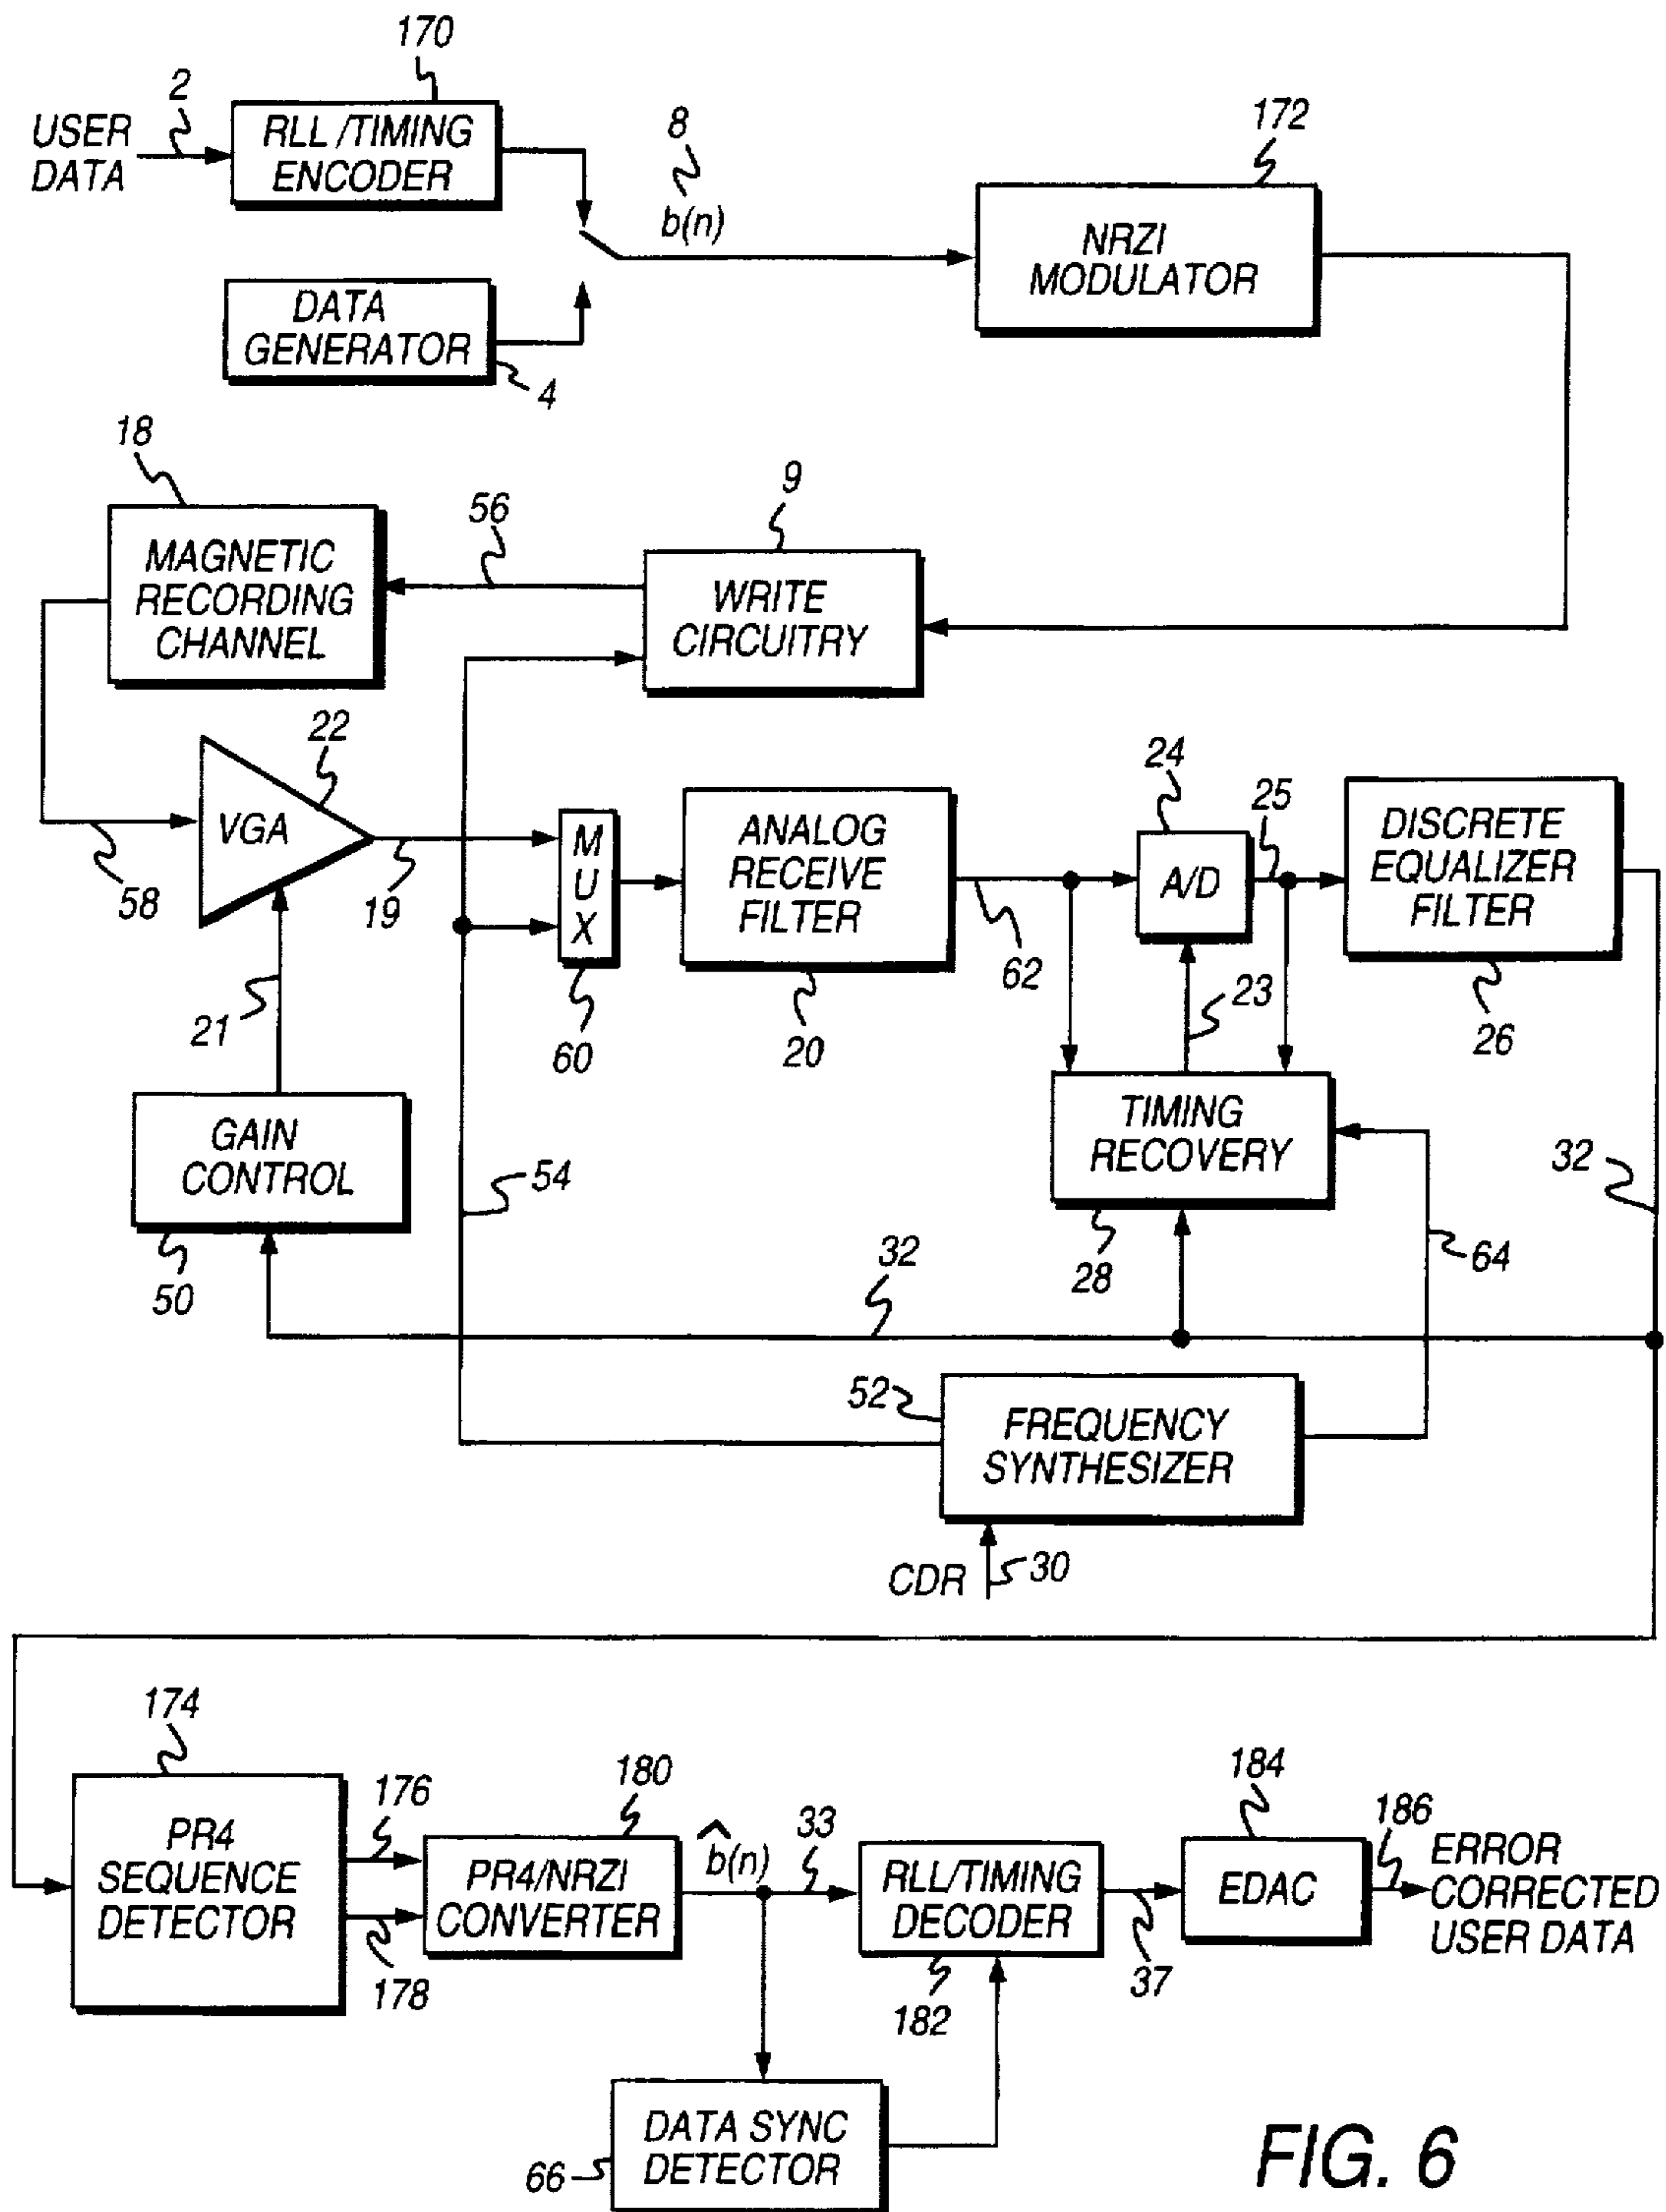 170
2
USER
DATA
RLL/TIMING
ENCODER
8
b(n)
172
NRZI
MODULATOR
DATA
GENERATOR
4
18
MAGNETIC
RECORDING
CHANNEL
56
9
WRITE
CIRCUITRY
22
VGA
58
19
21
M
U
X
60
ANALOG
RECEIVE
FILTER
20
62
24
A/D
25
23
DISCRETE
EQUALIZER
FILTER
26
GAIN
CONTROL
50
54
TIMING
RECOVERY
28
32
64
32
52
FREQUENCY
SYNTHESIZER
CDR
30
174
PR4
SEQUENCE
DETECTOR
176
178
180
PR4/NRZI
CONVERTER
b̂(n)
33
RLL/TIMING
DECODER
182
37
184
EDAC
186
ERROR
CORRECTED
USER DATA
DATA SYNC
DETECTOR
66
FIG. 6